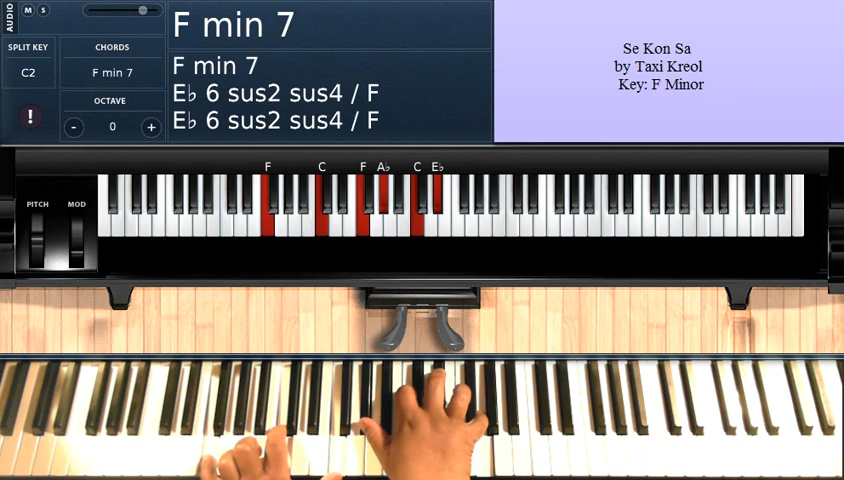 AUDIO
M S
SPLIT KEY
C2
!
CHORDS
F min 7
OCTAVE
- 0 +
F min 7
F min 7
E♭ 6 sus2 sus4 / F
E♭ 6 sus2 sus4 / F
Se Kon Sa
by Taxi Kreol
Key: F Minor
F C F A♭ C E♭
PITCH MOD